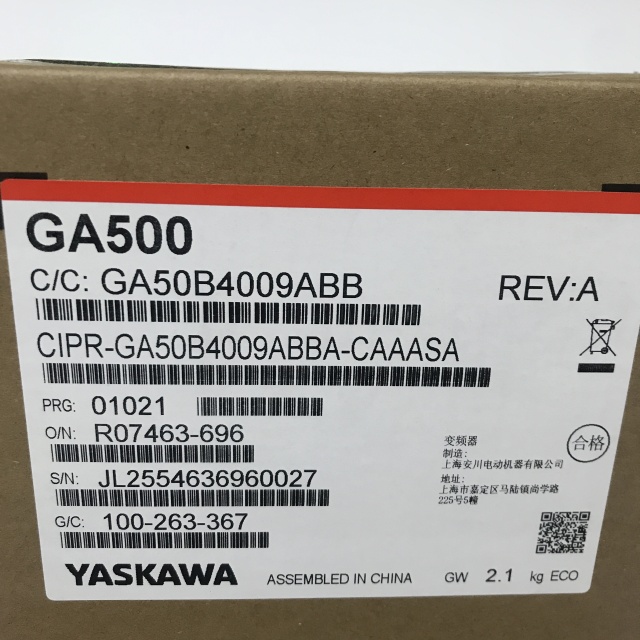 GA500
C/C: GA50B4009ABB
REV:A
CIPR-GA50B4009ABBA-CAAASA
PRG: 01021
O/N: R07463-696
S/N: JL2554636960027
G/C: 100-263-367
变频器
制造:
上海安川电动机器有限公司
地址:
上海市嘉定区马陆镇尚学路
225号5幢
合格
YASKAWA
ASSEMBLED IN CHINA
GW 2.1 kg ECO